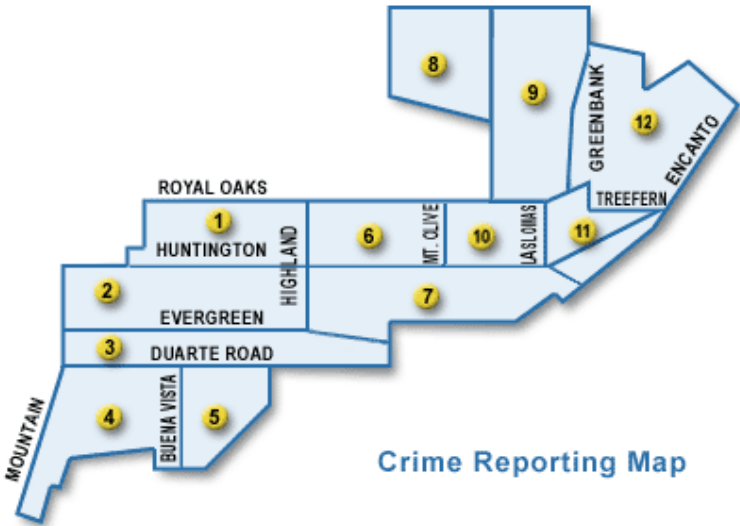 8
9
GREENBANK
12
ENCANTO
ROYAL OAKS
TREEFERN
1
HUNTINGTON
HIGHLAND
6
MT. OLIVE
10
LASLOMAS
11
2
7
EVERGREEN
3
DUARTE ROAD
MOUNTAIN
4
BUENA VISTA
5
Crime Reporting Map